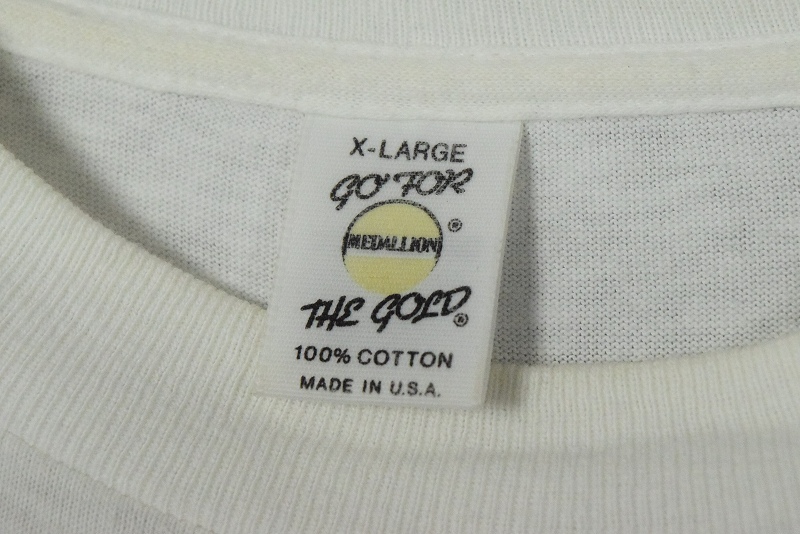 X-LARGE
GO FOR
MEDALLION ®
THE GOLD ®
100% COTTON
MADE IN U.S.A.